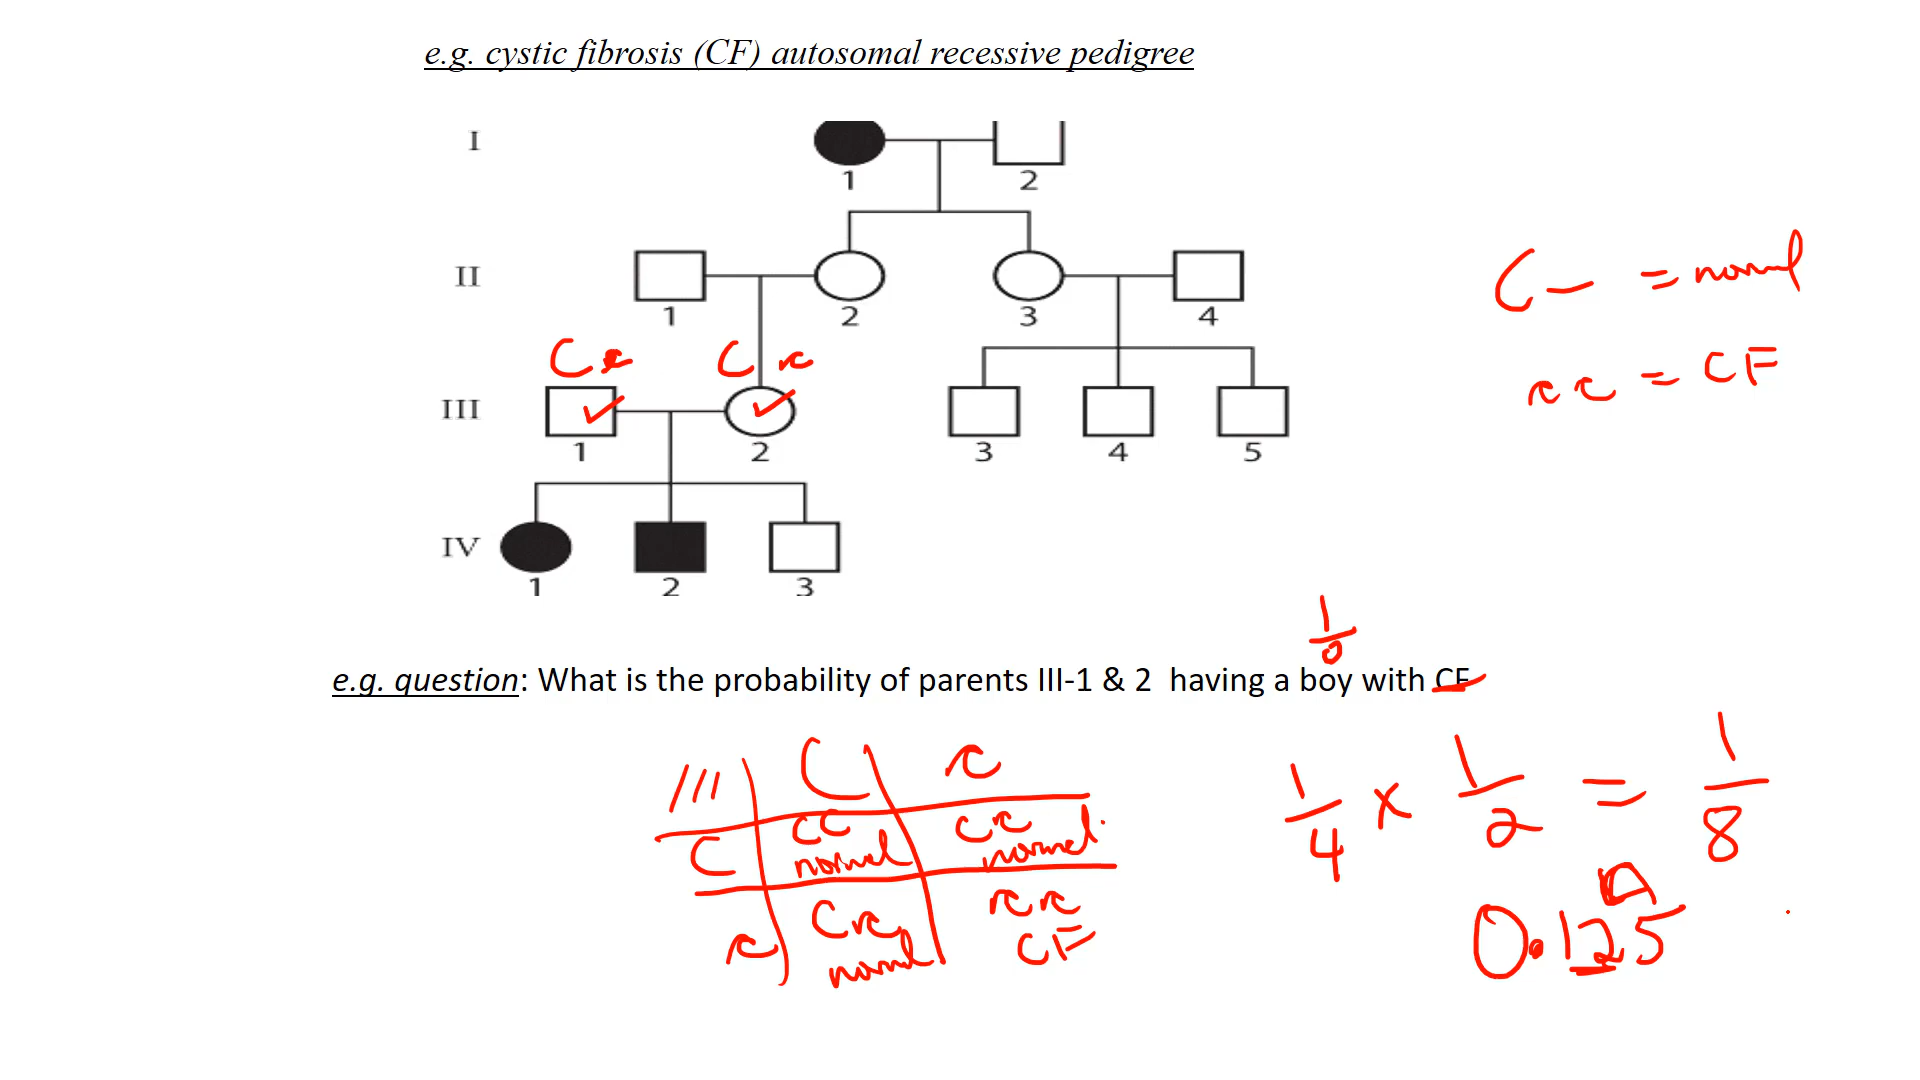 e.g. cystic fibrosis (CF) autosomal recessive pedigree
I
1 2
II
1 2 3 4
C - = normal
Cc Cc
cc = CF
III
1 2 3 4 5
IV
1 2 3
e.g. question: What is the probability of parents III-1 & 2 having a boy with CF
III C c
C CC normal Cc normal
c Cc normal cc CF
1/4 x 1/2 = 1/8
0.125